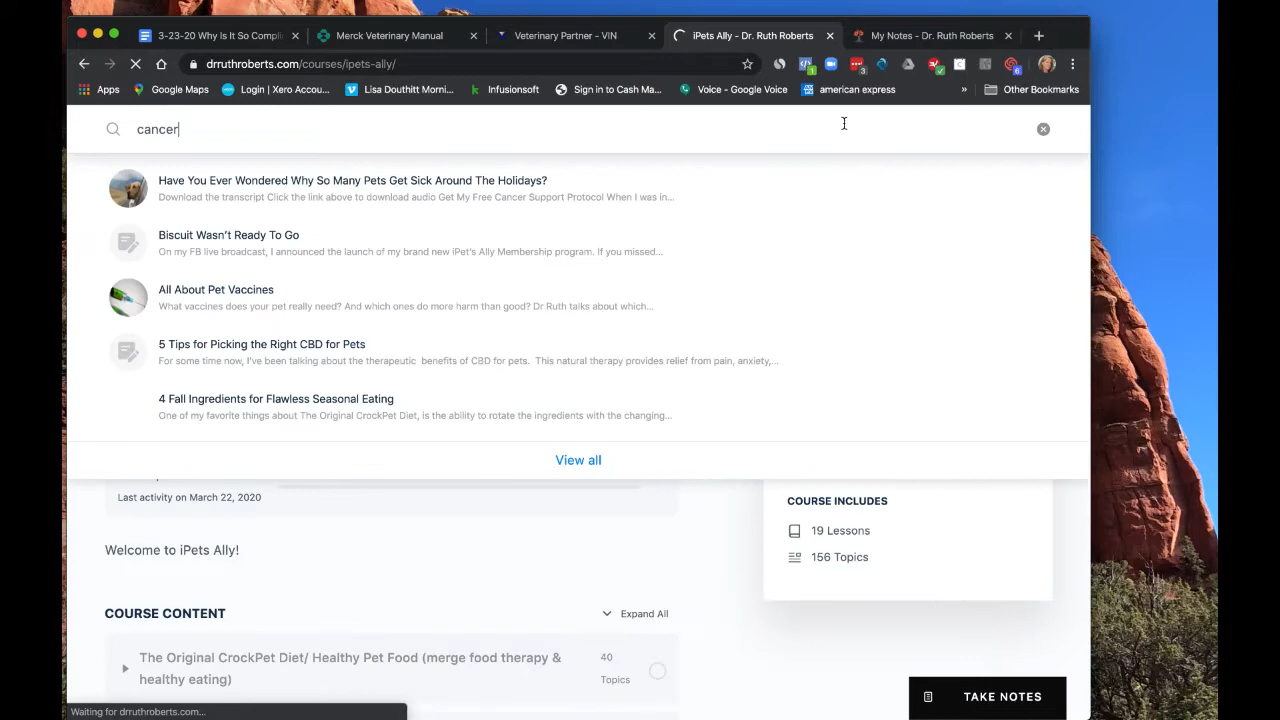 3-23-20 Why Is It So Compli
Merck Veterinary Manual
Veterinary Partner - VIN
iPets Ally - Dr. Ruth Roberts
My Notes - Dr. Ruth Roberts
drruthroberts.com/courses/ipets-ally/
1
3
6
Apps
Google Maps
Login | Xero Accou...
Lisa Douthitt Morni...
Infusionsoft
Sign in to Cash Ma...
Voice - Google Voice
american express
»
Other Bookmarks
cancer
Have You Ever Wondered Why So Many Pets Get Sick Around The Holidays?
Download the transcript Click the link above to download audio Get My Free Cancer Support Protocol When I was in...
Biscuit Wasn't Ready To Go
On my FB live broadcast, I announced the launch of my brand new iPet's Ally Membership program. If you missed...
All About Pet Vaccines
What vaccines does your pet really need? And which ones do more harm than good? Dr Ruth talks about which...
5 Tips for Picking the Right CBD for Pets
For some time now, I've been talking about the therapeutic benefits of CBD for pets. This natural therapy provides relief from pain, anxiety,...
4 Fall Ingredients for Flawless Seasonal Eating
One of my favorite things about The Original CrockPet Diet, is the ability to rotate the ingredients with the changing...
View all
Last activity on March 22, 2020
COURSE INCLUDES
19 Lessons
156 Topics
Welcome to iPets Ally!
COURSE CONTENT
Expand All
The Original CrockPet Diet/ Healthy Pet Food (merge food therapy &
healthy eating)
40
Topics
TAKE NOTES
Waiting for drruthroberts.com...